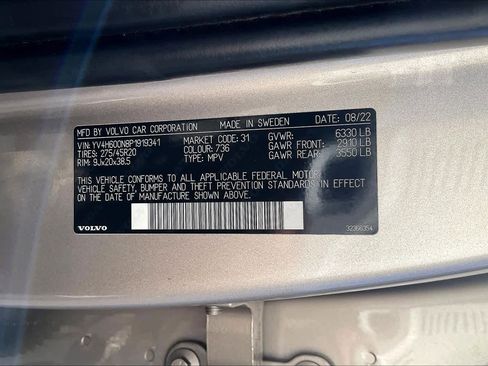 MFD BY VOLVO CAR CORPORATION MADE IN SWEDEN DATE: 08/22
VIN: YV4H600N8P1919341 MARKET CODE: 31 GVWR: 6330 LB
TIRES: 275/45R20 COLOUR: 736 GAWR FRONT: 2910 LB
RIM: 9Jx20x38.5 TYPE: MPV GAWR REAR: 3550 LB
THIS VEHICLE CONFORMS TO ALL APPLICABLE FEDERAL MOTOR
VEHICLE SAFETY, BUMPER AND THEFT PREVENTION STANDARDS IN EFFECT
ON THE DATE OF MANUFACTURE SHOWN ABOVE.
VOLVO 32366354